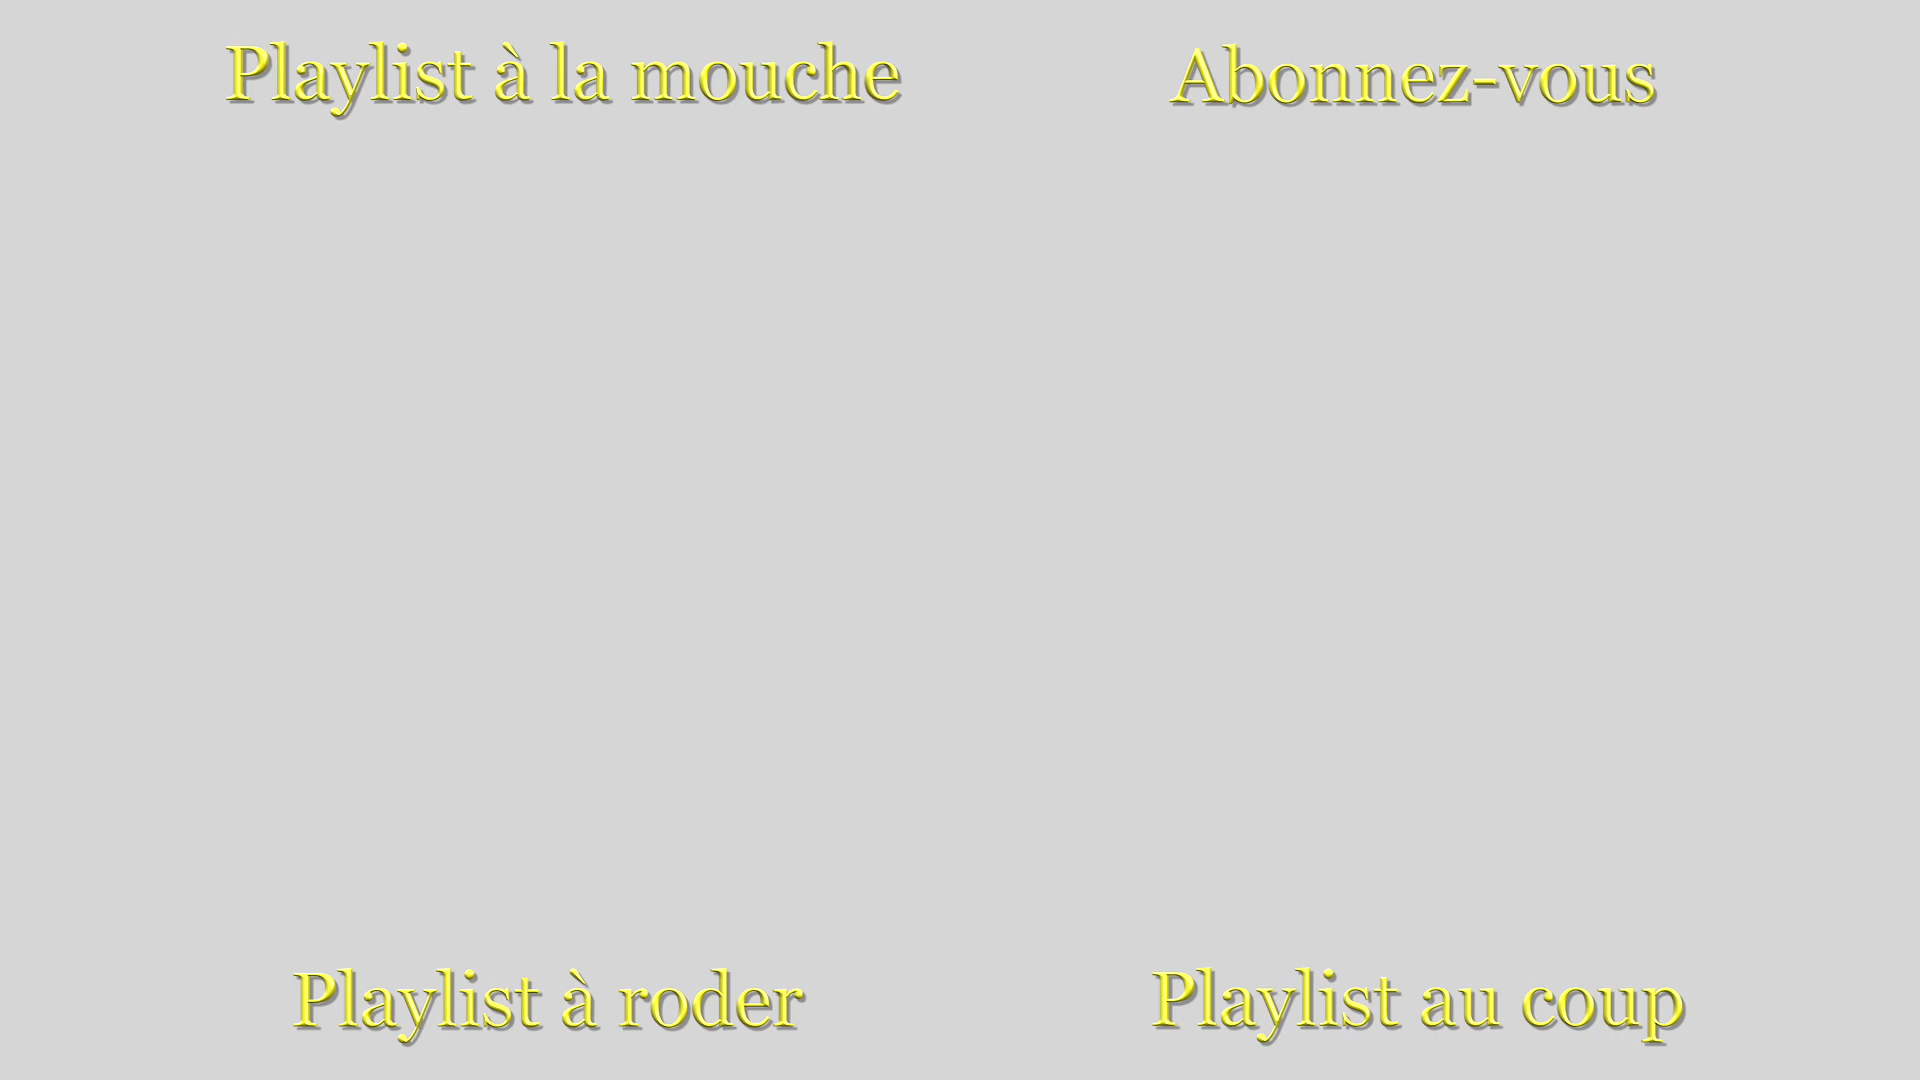 Playlist à la mouche
Abonnez-vous
Playlist à roder
Playlist au coup